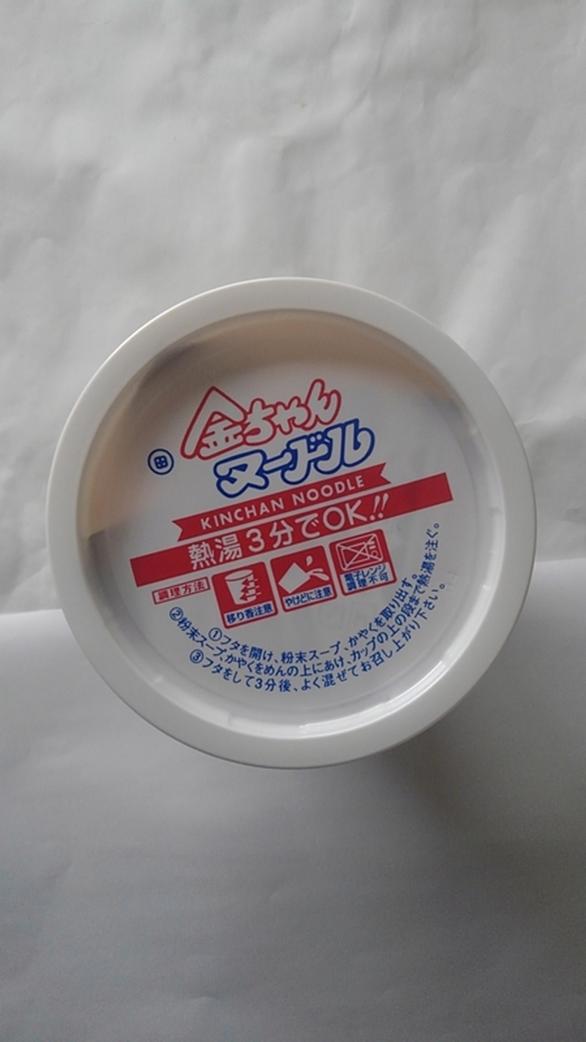 金ちゃん
ヌードル
KINCHAN NOODLE
熱湯3分でOK!!
調理方法
移り香注意
やけどに注意
電子レンジ
調理不可
①フタを開け、粉末スープ、かやくを取り出す。
②粉末スープ、かやくをめんの上にあけ、カップの上の段まで熱湯を注ぐ。
③フタをして3分後、よく混ぜてお召し上がり下さい。